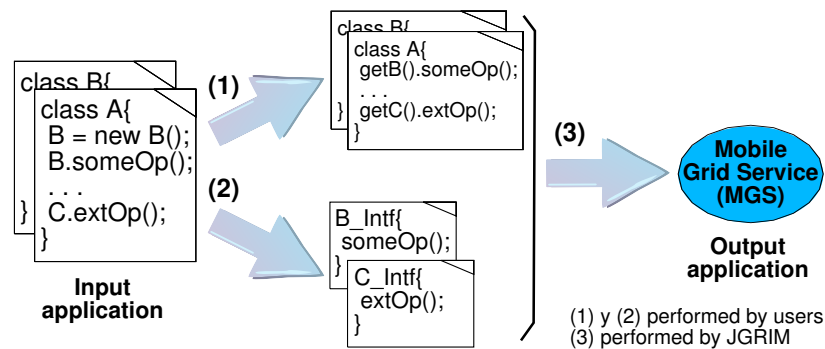 class B{
class A{
B = new B();
B.someOp();
. . .
C.extOp();
}
}
Input
application
(1)
(2)
class B{
class A{
getB().someOp();
. . .
getC().extOp();
}
}
B_Intf{
someOp();
}
C_Intf{
extOp();
}
(3)
Mobile
Grid Service
(MGS)
Output
application
(1) y (2) performed by users
(3) performed by JGRIM